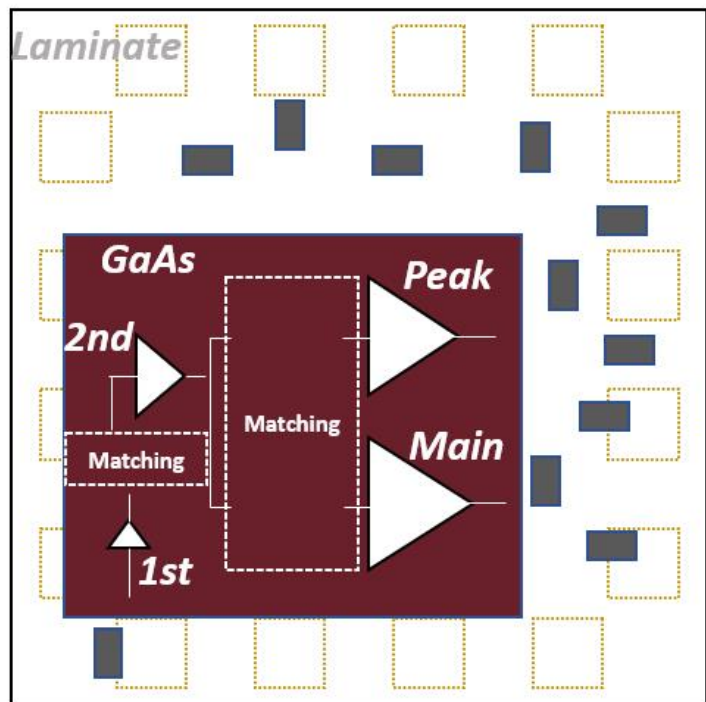 Laminate
GaAs
Peak
2nd
Matching
Main
Matching
1st